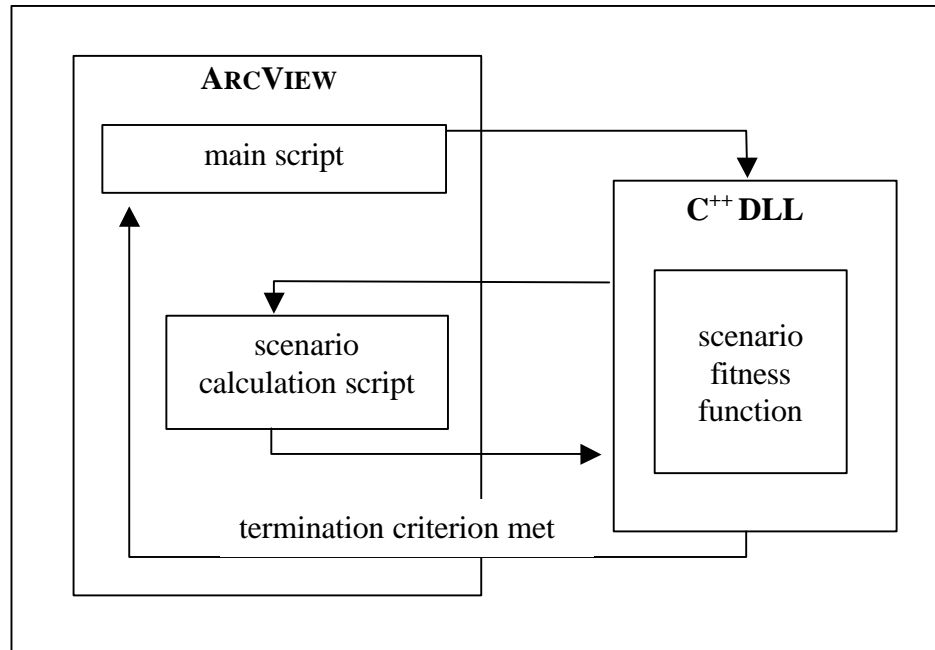 ARCVIEW
main script
C++ DLL
scenario
calculation script
scenario
fitness
function
termination criterion met